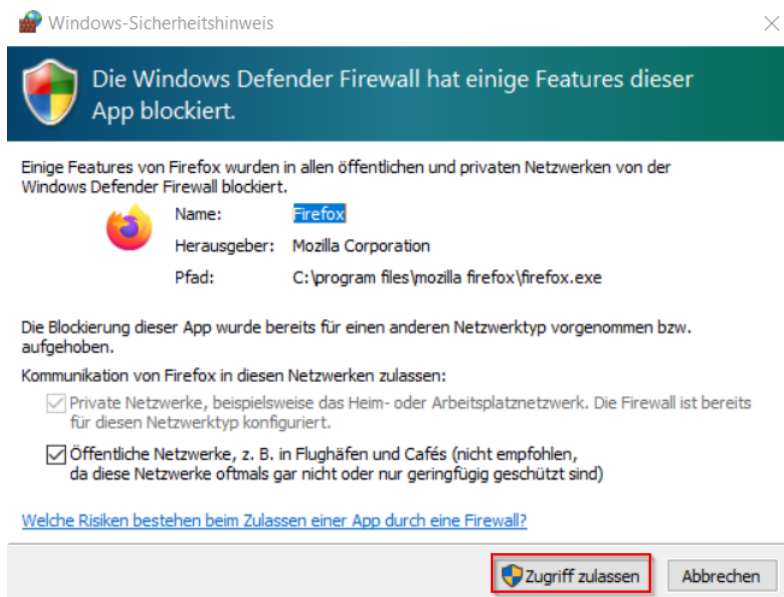 Windows-Sicherheitshinweis
Die Windows Defender Firewall hat einige Features dieser
App blockiert.
Einige Features von Firefox wurden in allen öffentlichen und privaten Netzwerken von der
Windows Defender Firewall blockiert.
Name: Firefox
Herausgeber: Mozilla Corporation
Pfad: C:\program files\mozilla firefox\firefox.exe
Die Blockierung dieser App wurde bereits für einen anderen Netzwerktyp vorgenommen bzw.
aufgehoben.
Kommunikation von Firefox in diesen Netzwerken zulassen:
Private Netzwerke, beispielsweise das Heim- oder Arbeitsplatznetzwerk. Die Firewall ist bereits
für diesen Netzwerktyp konfiguriert.
Öffentliche Netzwerke, z. B. in Flughäfen und Cafés (nicht empfohlen,
da diese Netzwerke oftmals gar nicht oder nur geringfügig geschützt sind)
Welche Risiken bestehen beim Zulassen einer App durch eine Firewall?
Zugriff zulassen Abbrechen